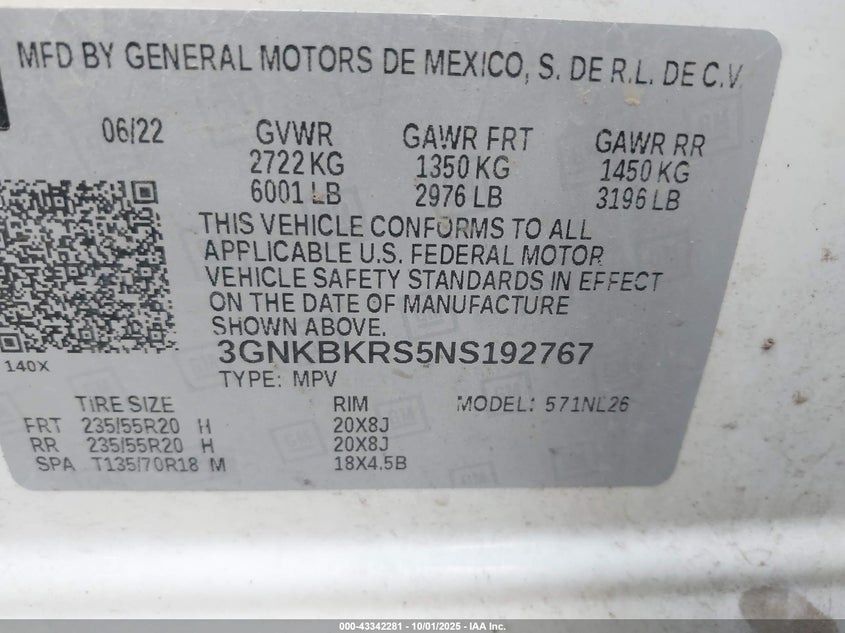 MFD BY GENERAL MOTORS DE MEXICO, S. DE R.L. DE C.V.
06/22 GVWR GAWR FRT GAWR RR
2722 KG 1350 KG 1450 KG
6001 LB 2976 LB 3196 LB
THIS VEHICLE CONFORMS TO ALL
APPLICABLE U.S. FEDERAL MOTOR
VEHICLE SAFETY STANDARDS IN EFFECT
ON THE DATE OF MANUFACTURE
SHOWN ABOVE.
3GNKBKRS5NS192767
140X
TYPE: MPV
TIRE SIZE RIM MODEL: 571NL26
FRT 235/55R20 H 20X8J
RR 235/55R20 H 20X8J
SPA T135/70R18 M 18X4.5B
GM
000-43342281 - 10/01/2025 - IAA Inc.